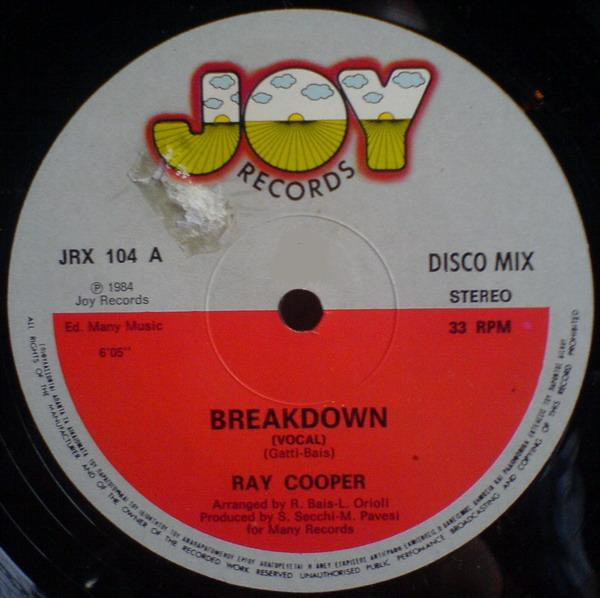 JOY
RECORDS
JRX 104 A
DISCO MIX
℗ 1984
Joy Records
STEREO
Ed. Many Music
33 RPM
6'05"
BREAKDOWN
(VOCAL)
(Gatti-Bais)
RAY COOPER
Arranged by R. Bais-L. Orioli
Produced by S. Secchi-M. Pavesi
for Many Records
ALL RIGHTS OF THE MANUFACTURER AND OF THE OWNER OF THE RECORDED WORK RESERVED UNAUTHORISED PUBLIC PERFOMANCE BROADCASTING AND COPYING OF THIS RECORD PROHIBITED